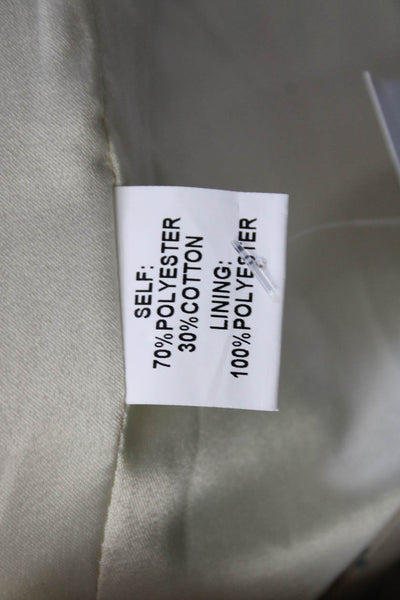 SELF:
70%POLYESTER
30%COTTON
LINING:
100%POLYESTER